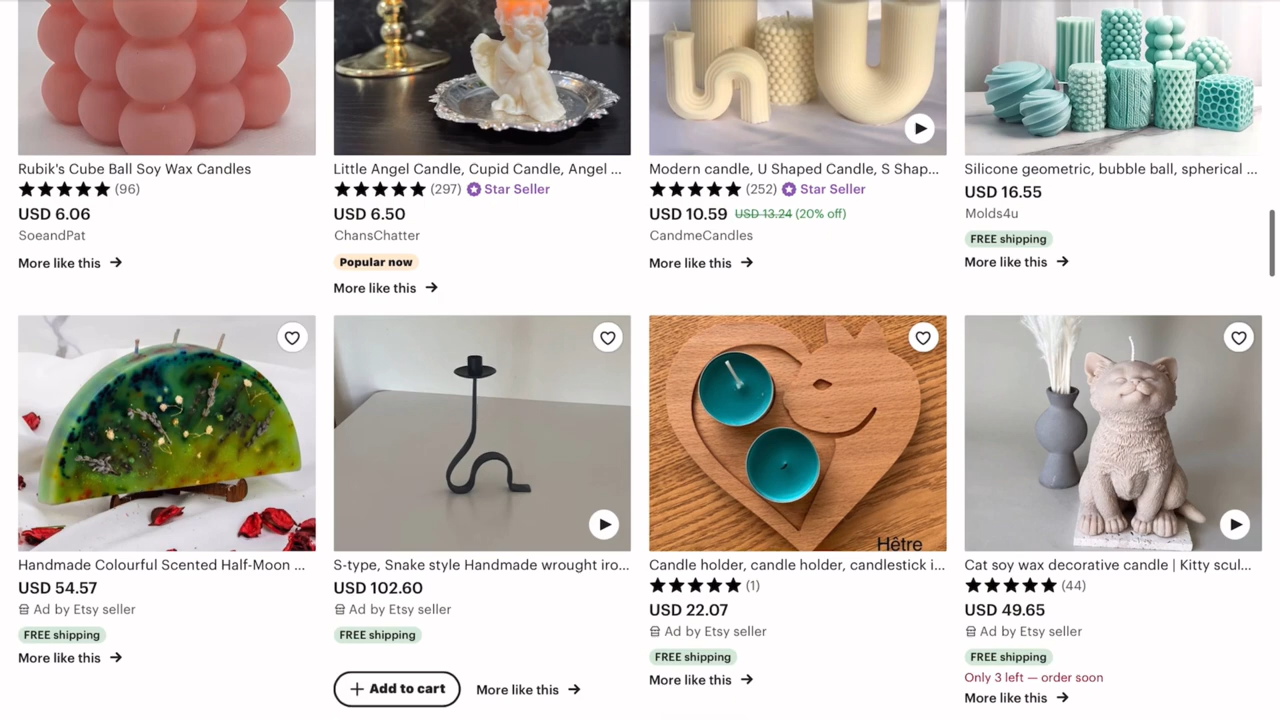 Rubik's Cube Ball Soy Wax Candles
(96)
USD 6.06
SoeandPat
More like this
Little Angel Candle, Cupid Candle, Angel ...
(297) Star Seller
USD 6.50
ChansChatter
Popular now
More like this
Modern candle, U Shaped Candle, S Shap...
(252) Star Seller
USD 10.59 USD 13.24 (20% off)
CandmeCandles
More like this
Silicone geometric, bubble ball, spherical ...
USD 16.55
Molds4u
FREE shipping
More like this
Handmade Colourful Scented Half-Moon ...
USD 54.57
Ad by Etsy seller
FREE shipping
More like this
S-type, Snake style Handmade wrought iro...
USD 102.60
Ad by Etsy seller
FREE shipping
+ Add to cart More like this
Hêtre
Candle holder, candle holder, candlestick i...
(1)
USD 22.07
Ad by Etsy seller
FREE shipping
More like this
Cat soy wax decorative candle | Kitty scul...
(44)
USD 49.65
Ad by Etsy seller
FREE shipping
Only 3 left — order soon
More like this